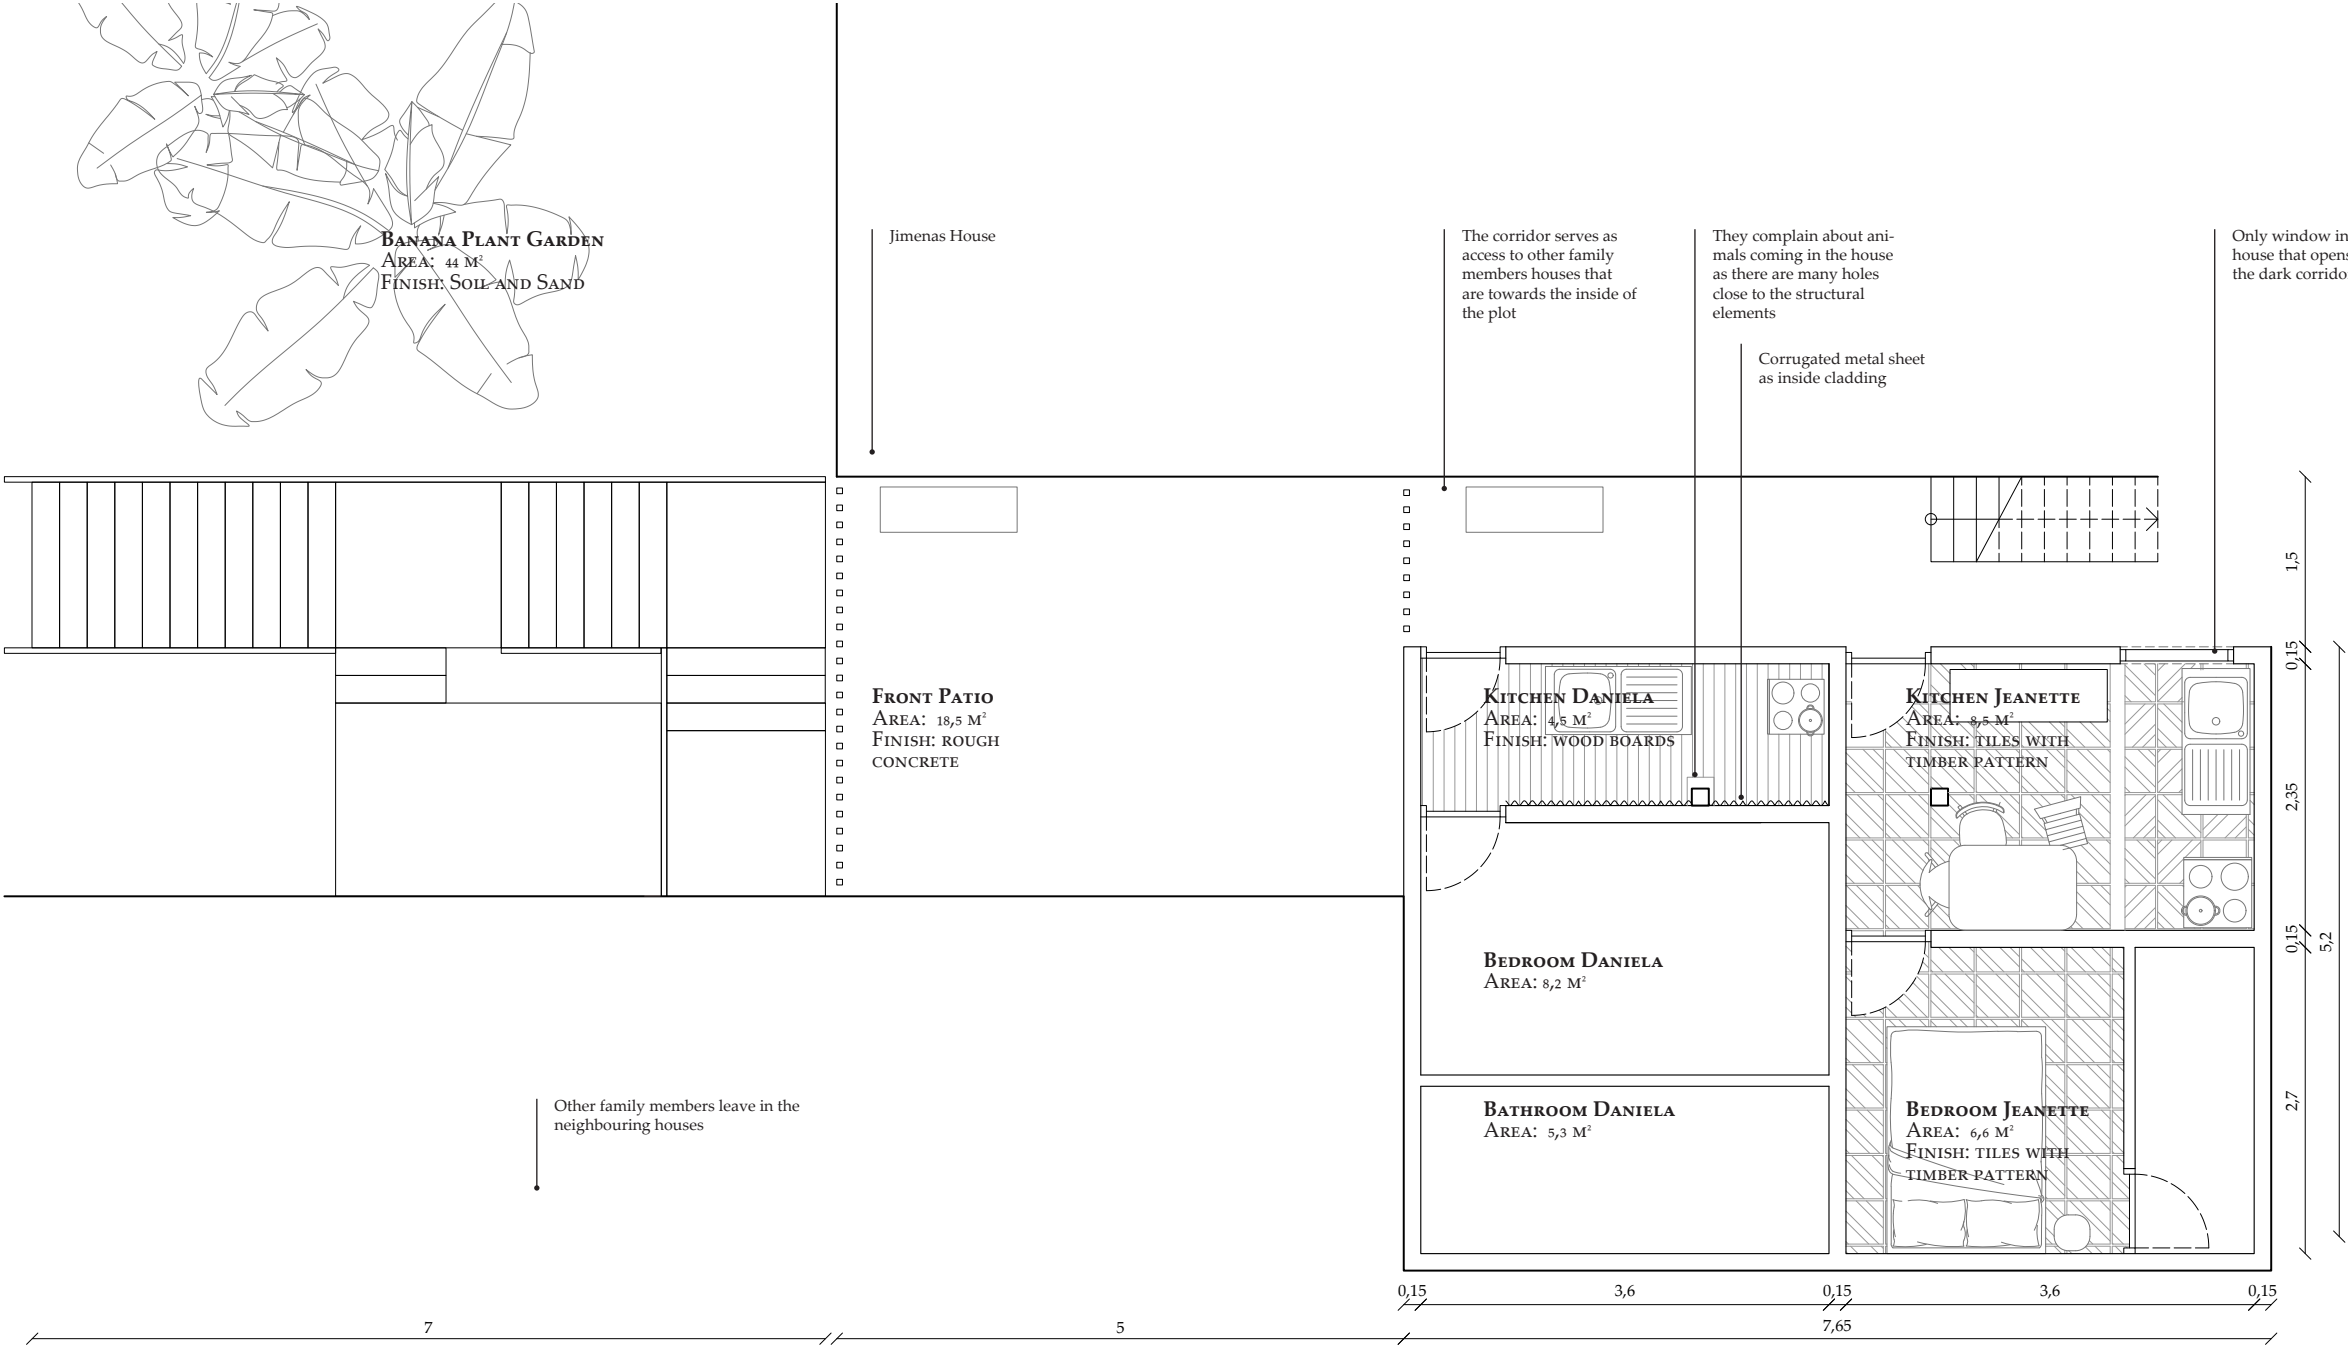 Banana Plant Garden
Area: 44 m²
Finish: Soil and Sand
Jimenas House
The corridor serves as
access to other family
members houses that
are towards the inside of
the plot
They complain about ani-
mals coming in the house
as there are many holes
close to the structural
elements
Corrugated metal sheet
as inside cladding
Only window in
house that opens
the dark corrido
Front Patio
Area: 18,5 m²
Finish: rough
concrete
Kitchen Daniela
Area: 4,5 m²
Finish: wood boards
Kitchen Jeanette
Area: 8,5 m²
Finish: tiles with
timber pattern
Bedroom Daniela
Area: 8,2 m²
Bathroom Daniela
Area: 5,3 m²
Bedroom Jeanette
Area: 6,6 m²
Finish: tiles with
timber pattern
Other family members leave in the
neighbouring houses
1,5
0,15
2,35
0,15
5,2
2,7
0,15
3,6
0,15
3,6
0,15
7
5
7,65